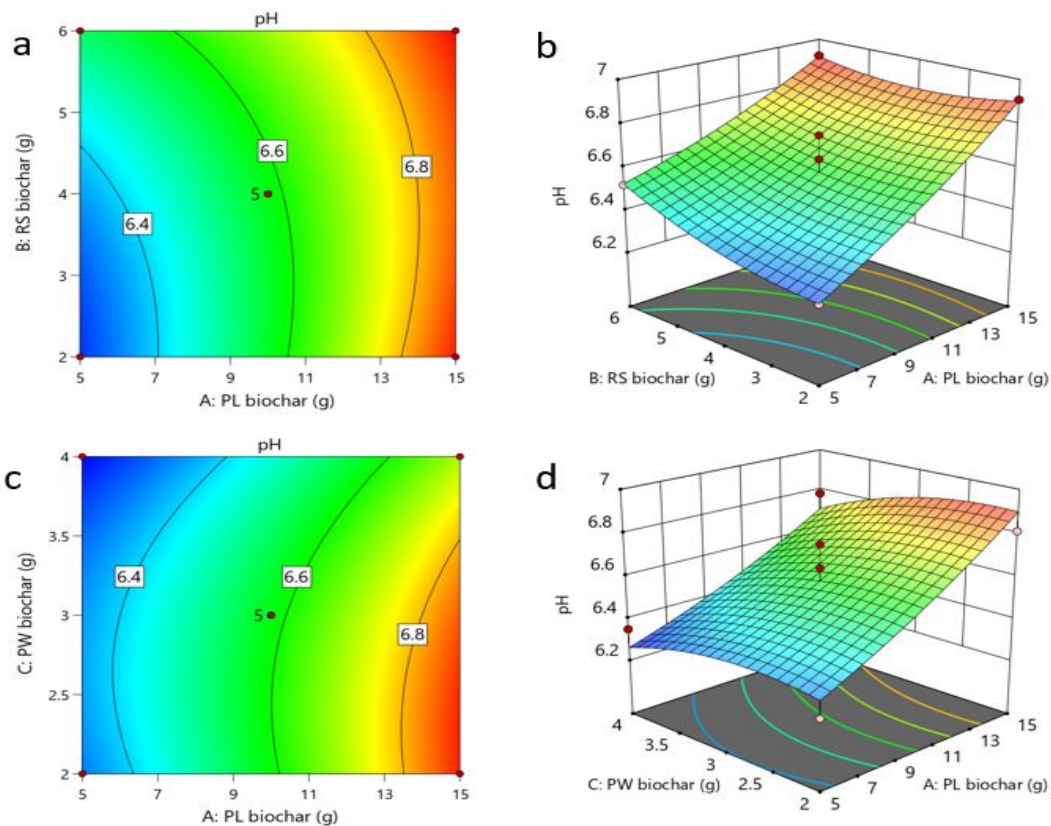 a
pH
B: RS biochar (g)
6
5
4
3
2
5 7 9 11 13 15
A: PL biochar (g)
6.4
6.6
6.8
5
b
pH
7
6.8
6.6
6.4
6.2
6
5
4
3
2
B: RS biochar (g)
5
7
9
11
13
15
A: PL biochar (g)
c
pH
C: PW biochar (g)
4
3.5
3
2.5
2
5 7 9 11 13 15
A: PL biochar (g)
6.4
6.6
6.8
5
d
pH
7
6.8
6.6
6.4
6.2
4
3.5
3
2.5
2
C: PW biochar (g)
5
7
9
11
13
15
A: PL biochar (g)